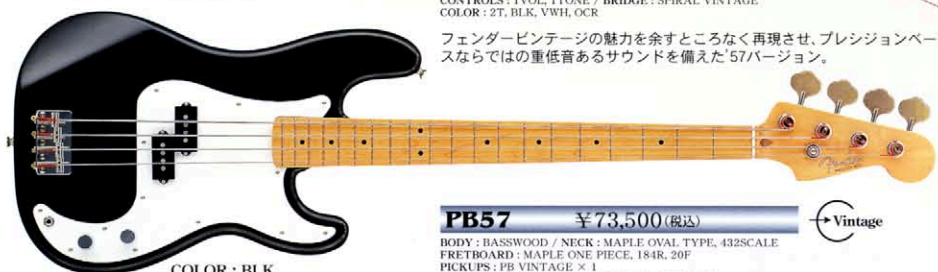 CONTROLS : 1VOL, 1TONE / BRIDGE : SPIRAL VINTAGE
COLOR : 2T, BLK, VWH, OCR
フェンダービンテージの魅力を余すところなく再現させ、プレシジョンベー
スならではの重低音あるサウンドを備えた'57バージョン。
Fender
PB57 ¥73,500(税込)
Vintage
BODY : BASSWOOD / NECK : MAPLE OVAL TYPE, 432SCALE
FRETBOARD : MAPLE ONE PIECE, 184R, 20F
PICKUPS : PB VINTAGE × 1
COLOR : BLK